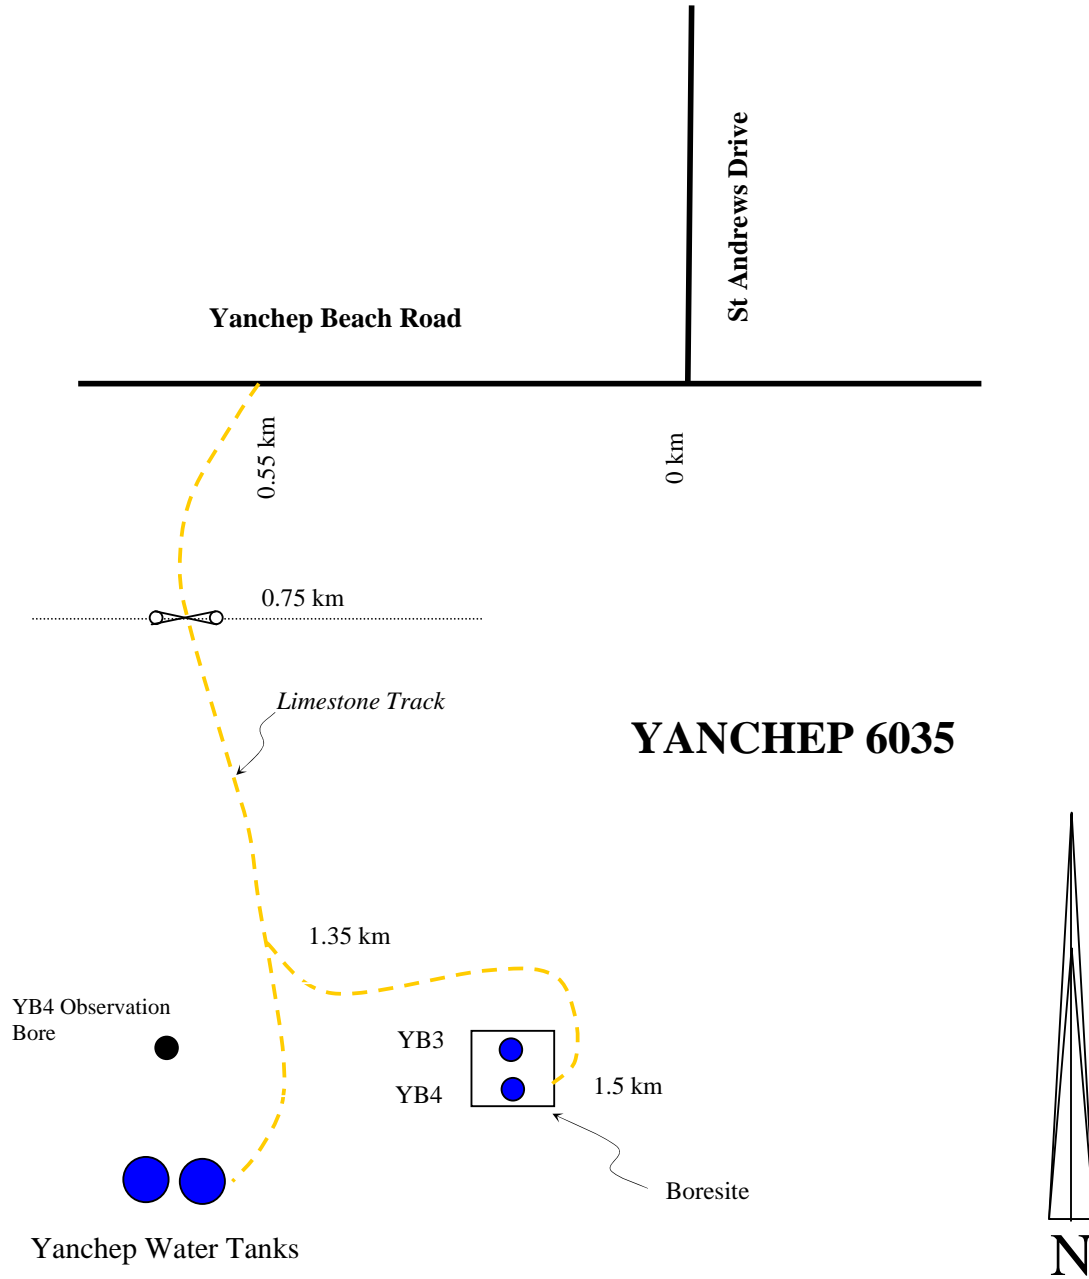 St Andrews Drive
Yanchep Beach Road
0.55 km
0 km
0.75 km
Limestone Track
YANCHEP 6035
1.35 km
YB4 Observation
Bore
YB3
YB4
1.5 km
Boresite
Yanchep Water Tanks
N